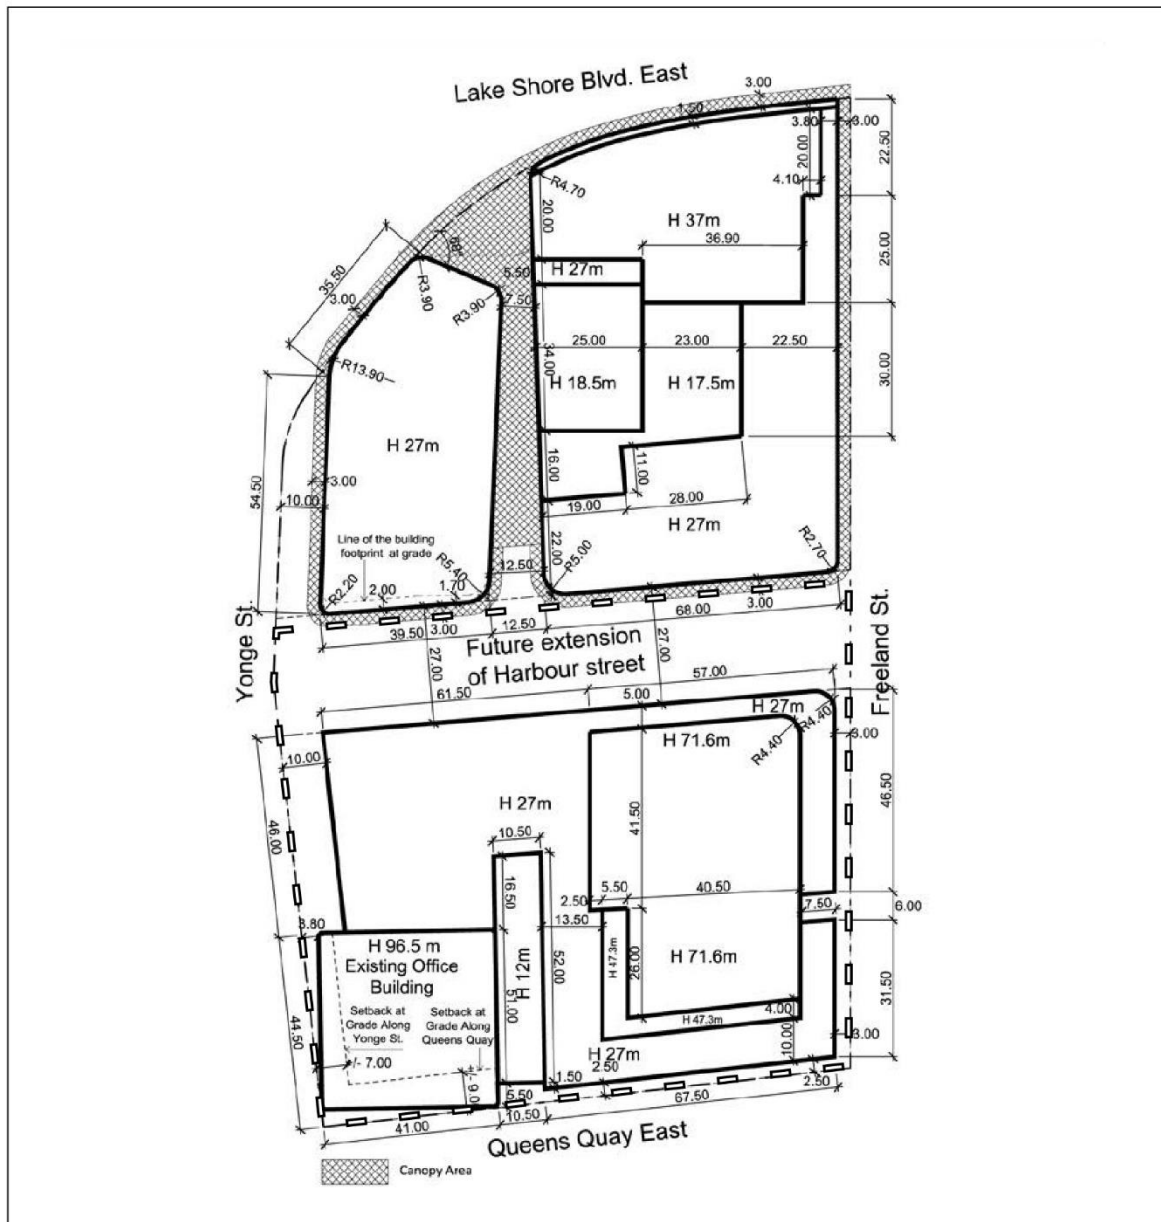 Lake Shore Blvd. East
3.00
1.50
3.80
3.00
22.50
20.00
4.10
R4.70
H 37m
36.90
20.00
25.00
68°
5.50
H 27m
35.50
R3.90
R3.90
7.50
3.00
25.00
23.00
22.50
34.00
30.00
R13.90
H 18.5m
H 17.5m
H 27m
16.00
11.00
54.50
3.00
10.00
19.00
28.00
H 27m
Line of the building
footprint at grade
R5.40
12.50
22.00
R5.00
R2.70
R2.20
2.00
1.70
68.00
3.00
39.50
3.00
12.50
Yonge St.
Freeland St.
Future extension
of Harbour street
27.00
27.00
57.00
61.50
5.00
H 27m
R4.40
H 71.6m
R4.40
3.00
10.00
46.50
H 27m
41.50
46.00
10.50
16.50
5.50
40.50
2.50
7.50
6.00
3.80
13.50
H 96.5 m
Existing Office
Building
H 12m
52.00
H 47.3m
26.00
H 71.6m
51.00
31.50
Setback at
Grade Along
Yonge St.
Setback at
Grade Along
Queens Quay
4.00
H 47.3m
44.50
+/- 7.00
+/- 9.0
H 27m
10.00
3.00
2.50
1.50
5.50
2.50
67.50
41.00
10.50
Queens Quay East
Canopy Area